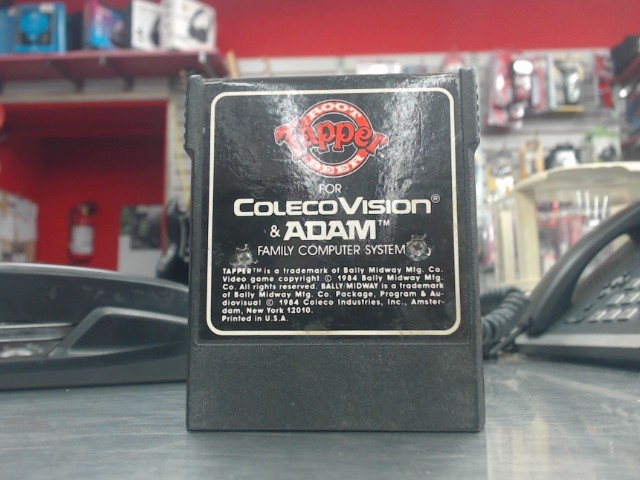 ROOT
Tapper
BEER
FOR
COLECOVISION®
& ADAM™
FAMILY COMPUTER SYSTEM
TAPPER™ is a trademark of Bally Midway Mfg. Co.
Video game copyright © 1984 Bally Midway Mfg.
Co. All rights reserved. BALLY/MIDWAY is a trademark
of Bally Midway Mfg. Co. Package, Program & Au-
diovisual © 1984 Coleco Industries, Inc., Amster-
dam, New York 12010.
Printed in U.S.A.